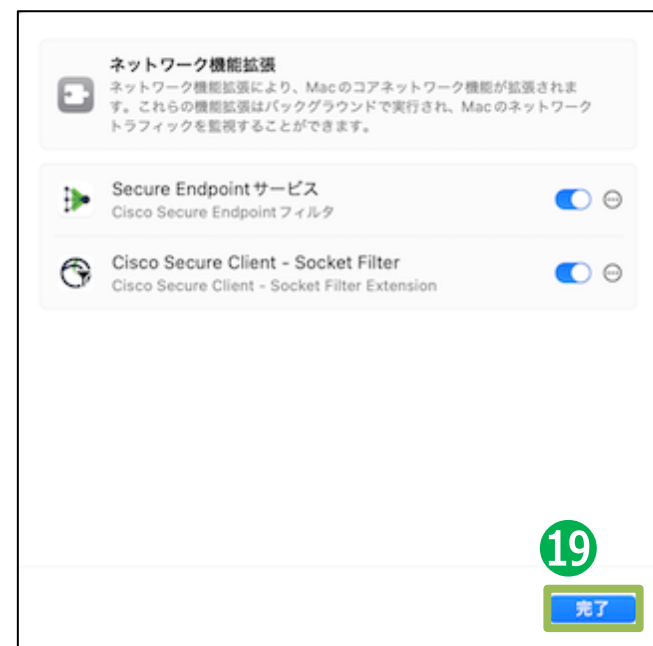 ネットワーク機能拡張
ネットワーク機能拡張により、Macのコアネットワーク機能が拡張されま
す。これらの機能拡張はバックグラウンドで実行され、Macのネットワーク
トラフィックを監視することができます。
Secure Endpointサービス
Cisco Secure Endpointフィルタ
Cisco Secure Client – Socket Filter
Cisco Secure Client – Socket Filter Extension
19
完了